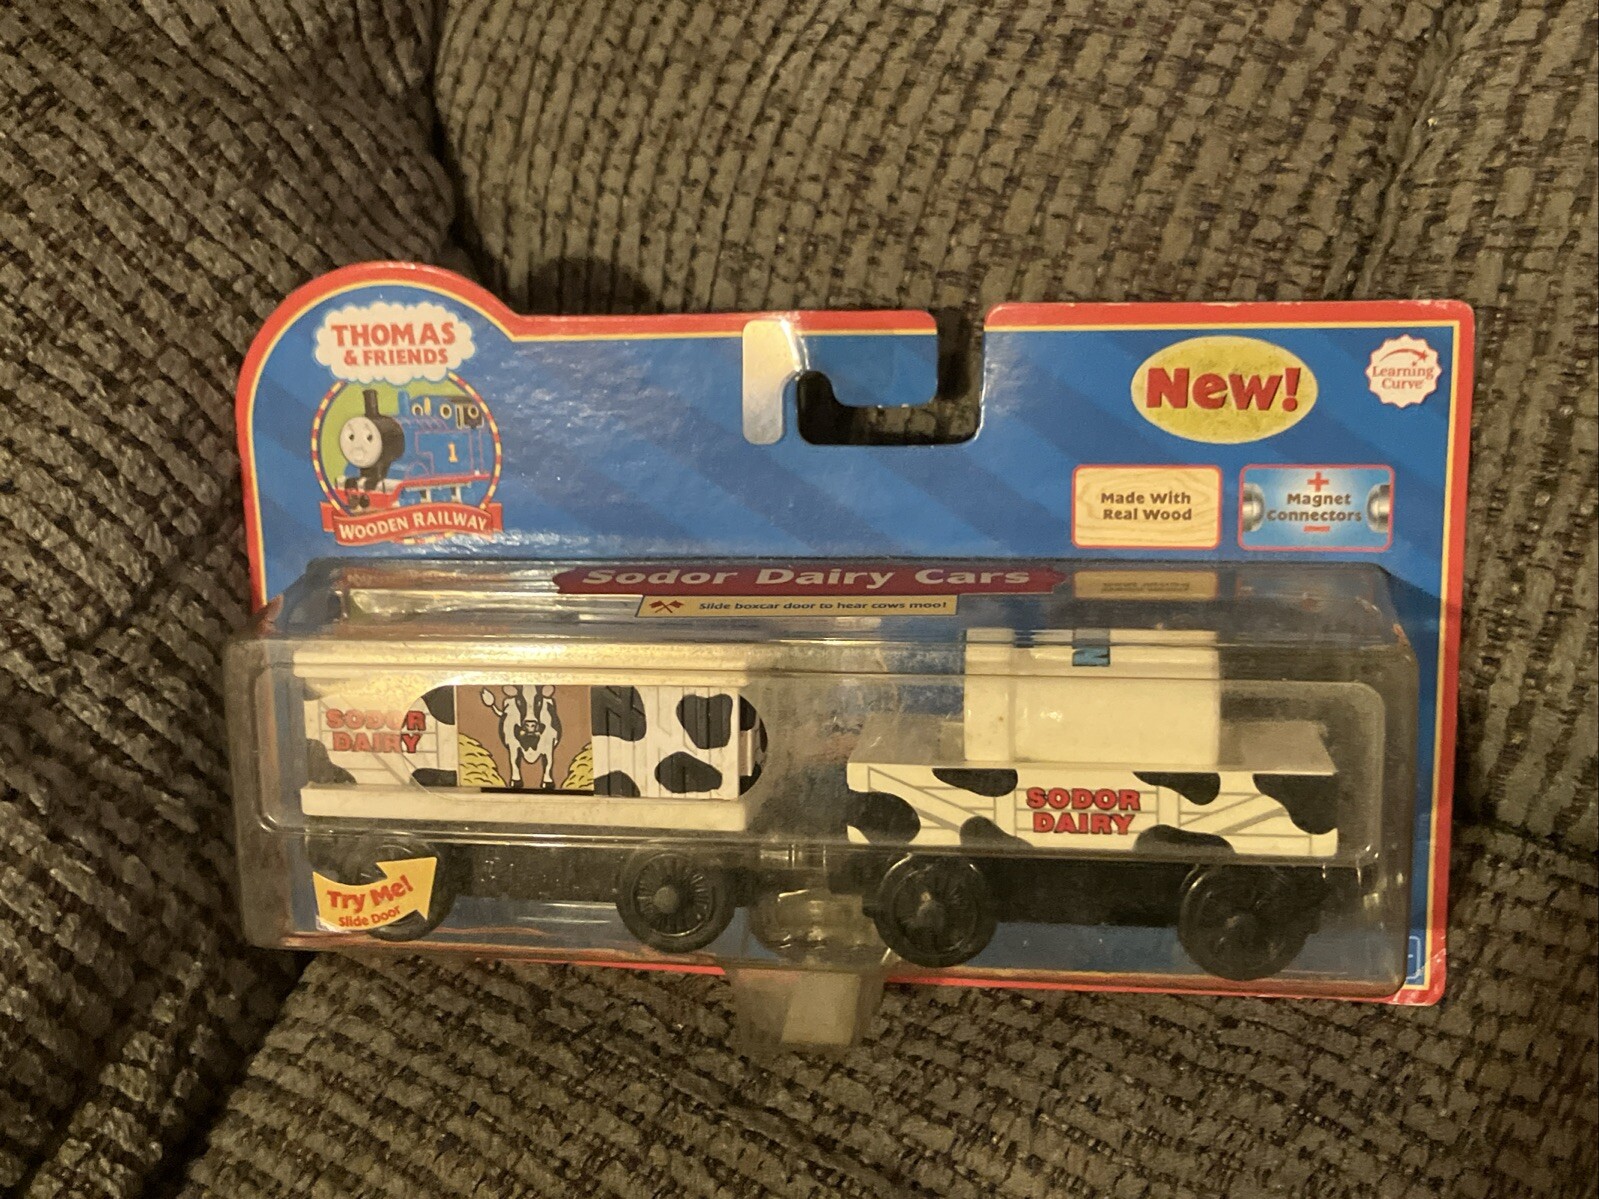 THOMAS
& FRIENDS
1
WOODEN RAILWAY
New!
Learning
Curve
Made With
Real Wood
+
Magnet
Connectors
Sodor Dairy Cars
Slide boxcar door to hear cows moo!
SODOR
DAIRY
SODOR
DAIRY
Try Me!
Slide Door